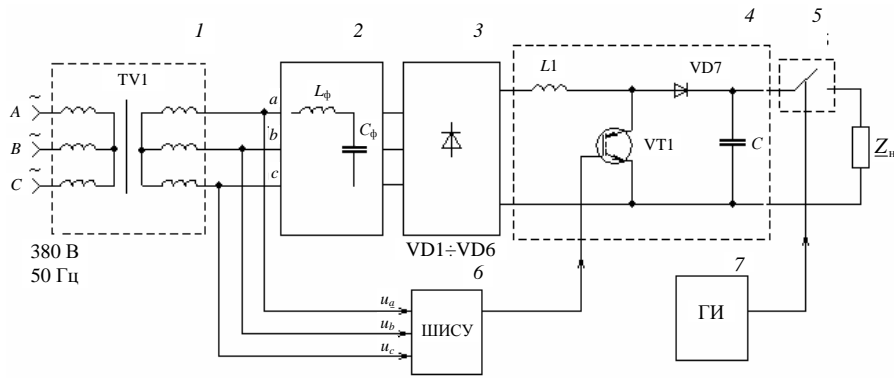 1
2
3
4
5
TV1
A
~
B
~
C
~
a
b
c
Lф
Cф
L1
VD7
VT1
C
Zн
380 В
50 Гц
VD1÷VD6
6
7
ua
ub
uc
ШИСУ
ГИ